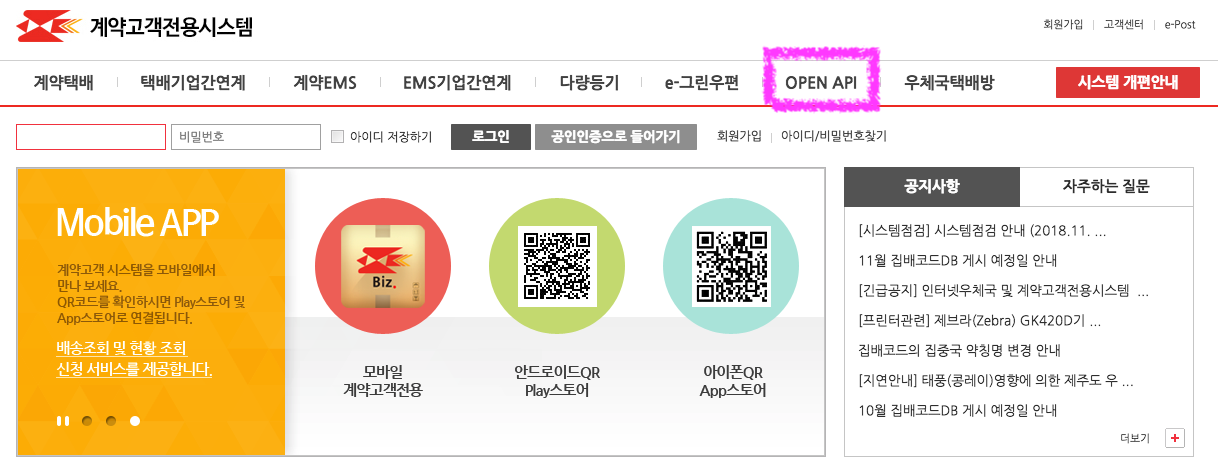 계약고객전용시스템
회원가입 고객센터 e-Post
계약택배 택배기업간연계 계약EMS EMS기업간연계 다량등기 e-그린우편 OPEN API 우체국택배방 시스템 개편안내
비밀번호 아이디 저장하기 로그인 공인인증으로 들어가기 회원가입 아이디/비밀번호찾기
Mobile APP
계약고객 시스템을 모바일에서
만나 보세요.
QR코드를 확인하시면 Play스토어 및
App스토어로 연결됩니다.
배송조회 및 현황 조회
신청 서비스를 제공합니다.
Biz.
모바일
계약고객전용
안드로이드QR
Play스토어
아이폰QR
App스토어
공지사항 자주하는 질문
[시스템점검] 시스템점검 안내 (2018.11. ...
11월 집배코드DB 게시 예정일 안내
[긴급공지] 인터넷우체국 및 계약고객전용시스템 ...
[프린터관련] 제브라(Zebra) GK420D기 ...
집배코드의 집중국 약칭명 변경 안내
[지연안내] 태풍(콩레이)영향에 의한 제주도 우 ...
10월 집배코드DB 게시 예정일 안내
더보기